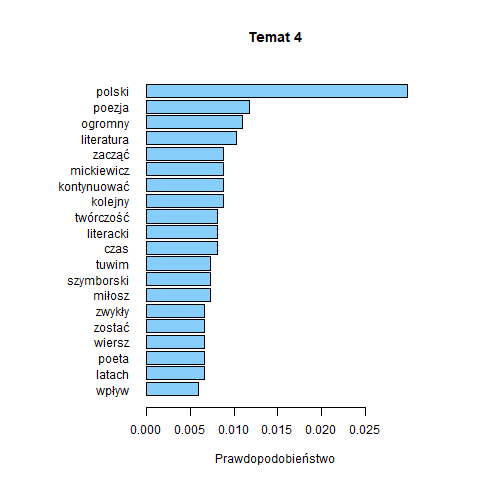 Temat 4
polski
poezja
ogromny
literatura
zacząć
mickiewicz
kontynuować
kolejny
twórczość
literacki
czas
tuwim
szymborski
miłosz
zwykły
zostać
wiersz
poeta
latach
wpływ
0.000 0.005 0.010 0.015 0.020 0.025
Prawdopodobieństwo